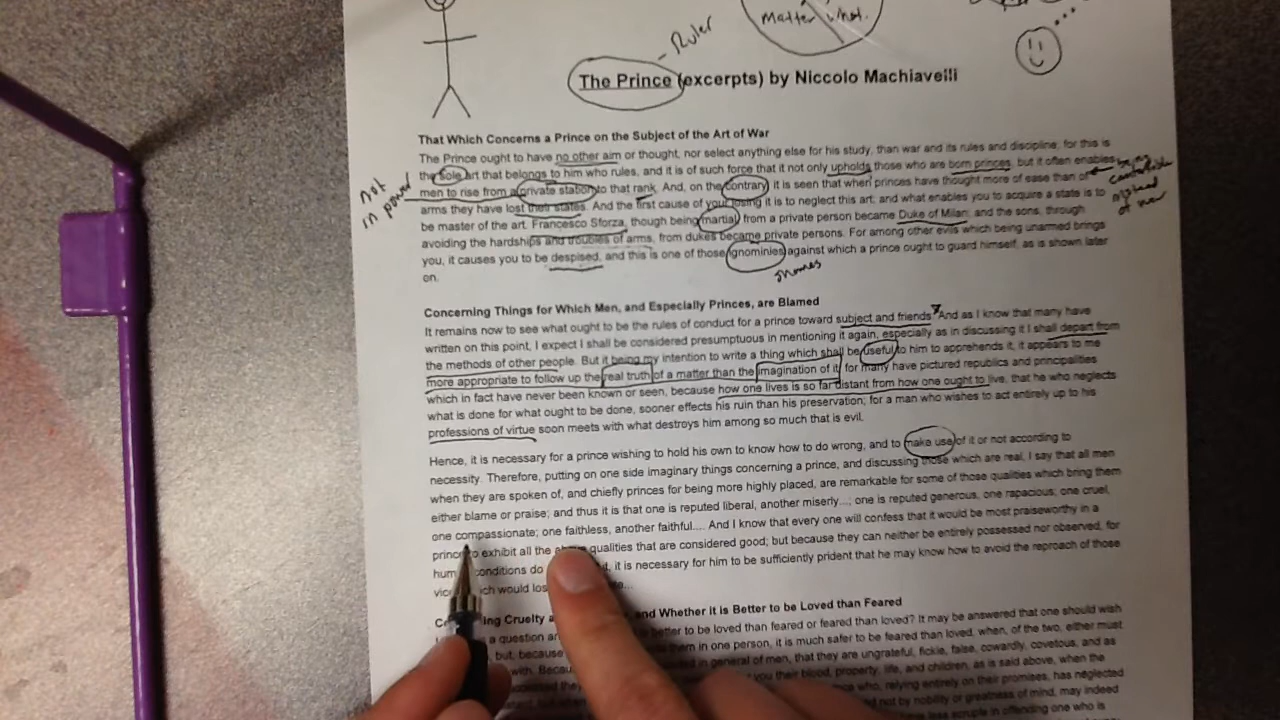 Matter what.
- Ruler
The Prince (excerpts) by Niccolo Machiavelli
That Which Concerns a Prince on the Subject of the Art of War
The Prince ought to have no other aim or thought, nor select anything else for his study, than war and its rules and discipline; for this is
the sole art that belongs to him who rules, and it is of such force that it not only upholds those who are born princes, but it often enables
men to rise from a private station to that rank. And, on the contrary, it is seen that when princes have thought more of ease than of
arms they have lost their states. And the first cause of your losing it is to neglect this art; and what enables you to acquire a state is to
be master of the art. Francesco Sforza, though being martial, from a private person became Duke of Milan; and the sons, through
avoiding the hardships and troubles of arms, from dukes became private persons. For among other evils which being unarmed brings
you, it causes you to be despised, and this is one of those ignominies against which a prince ought to guard himself, as is shown later
on.
not
in power
being
comfortable
instead
of war
shames
Concerning Things for Which Men, and Especially Princes, are Blamed
It remains now to see what ought to be the rules of conduct for a prince toward subject and friends. And as I know that many have
written on this point, I expect I shall be considered presumptuous in mentioning it again, especially as in discussing it I shall depart from
the methods of other people. But it being my intention to write a thing which shall be useful to him to apprehends it, it appears to me
more appropriate to follow up the real truth of a matter than the imagination of it; for many have pictured republics and principalities
which in fact have never been known or seen, because how one lives is so far distant from how one ought to live, that he who neglects
what is done for what ought to be done, sooner effects his ruin than his preservation; for a man who wishes to act entirely up to his
professions of virtue soon meets with what destroys him among so much that is evil.
Hence, it is necessary for a prince wishing to hold his own to know how to do wrong, and to make use of it or not according to
necessity. Therefore, putting on one side imaginary things concerning a prince, and discussing those which are real, I say that all men
when they are spoken of, and chiefly princes for being more highly placed, are remarkable for some of those qualities which bring them
either blame or praise; and thus it is that one is reputed liberal, another miserly...; one is reputed generous, one rapacious; one cruel,
one compassionate; one faithless, another faithful.... And I know that every one will confess that it would be most praiseworthy in a
prince to exhibit all the above qualities that are considered good; but because they can neither be entirely possessed nor observed, for
conditions do it is necessary for him to be sufficiently prident that he may know how to avoid the reproach of those
would
Cruelty and Whether it is Better to be Loved than Feared
a question better to be loved than feared or feared than loved? It may be answered that one should wish
but, because them in one person, it is much safer to be feared than loved, when, of the two, either must
with. in general of men, that they are ungrateful, fickle, false, cowardly, covetous, and as
you their blood, property, life, and children, as is said above, when the
who, relying entirely on their promises, has neglected
not by nobility or greatness of mind, may indeed
less scruple in offending one who is